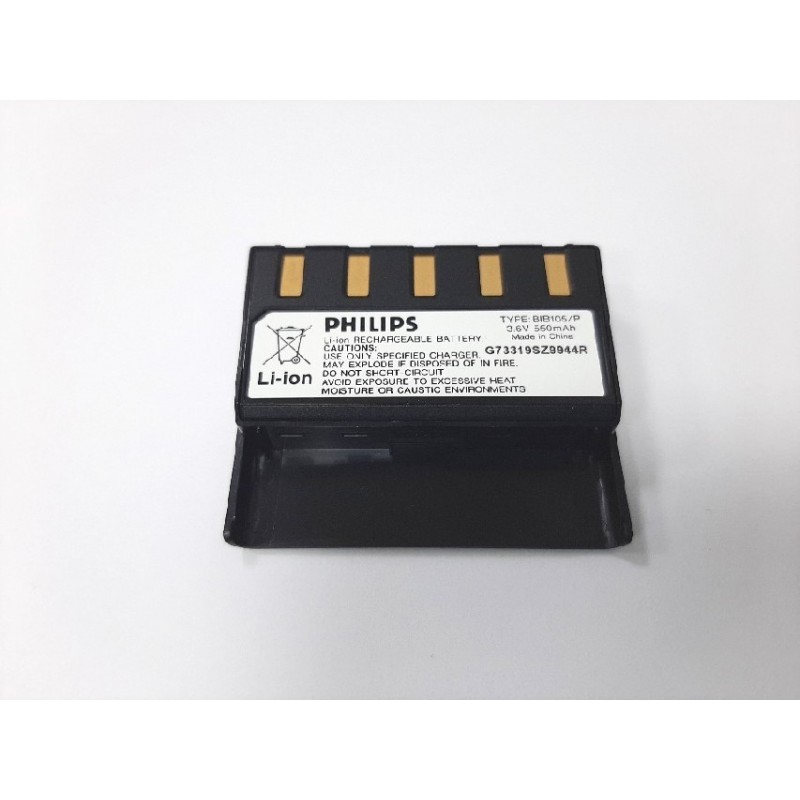 PHILIPS
Li-ion RECHARGEABLE BATTERY
CAUTIONS:
USE ONLY SPECIFIED CHARGER.
MAY EXPLODE IF DISPOSED OF IN FIRE.
DO NOT SHORT CIRCUIT
AVOID EXPOSURE TO EXCESSIVE HEAT
MOISTURE OR CAUSTIC ENVIRONMENTS
Li-ion
TYPE: BIB105/P
3.6V 550mAh
Made in China
G73319SZ9944R